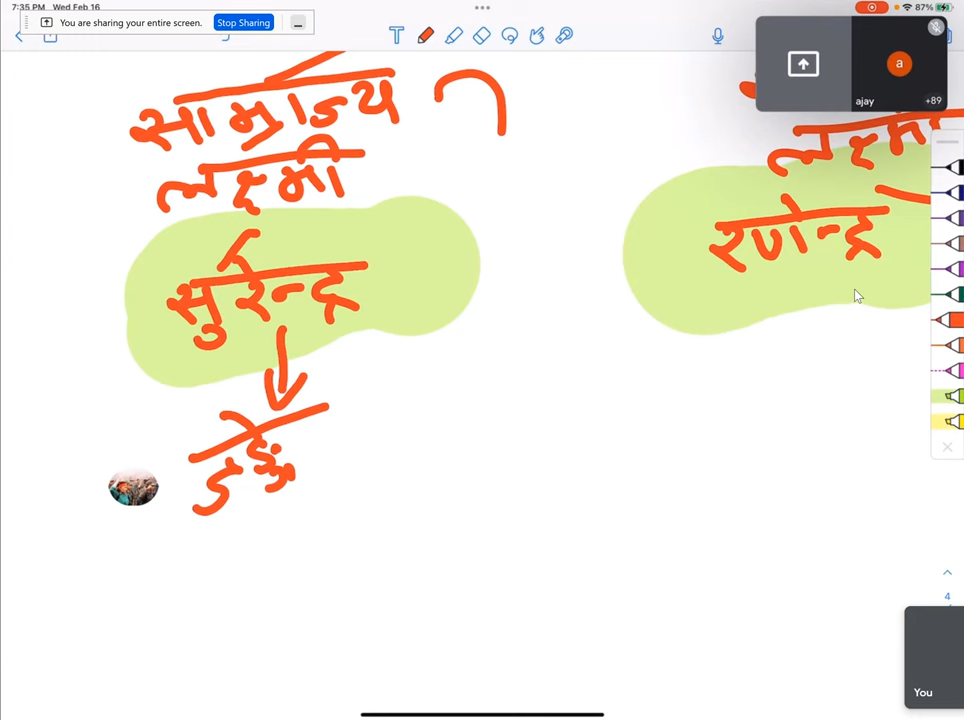 7:35 PM Wed Feb 16
87%
You are sharing your entire screen.
Stop Sharing
a
ajay
+89
T
साम्राज्य
लक्ष्मी
सुरेन्द्र
रणेन्द्र
4
You